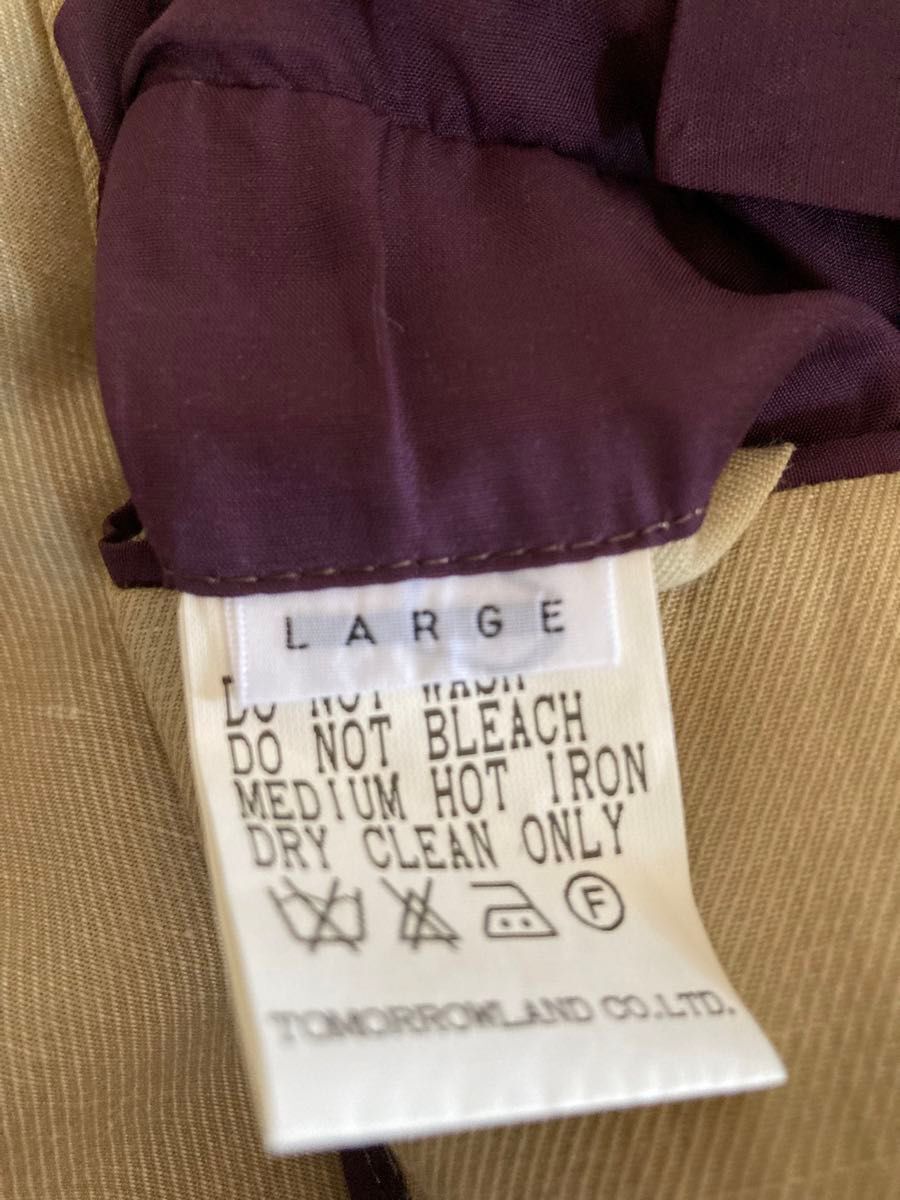 LARGE
DO NOT WASH
DO NOT BLEACH
MEDIUM HOT IRON
DRY CLEAN ONLY
F
TOMORROWLAND CO.LTD.